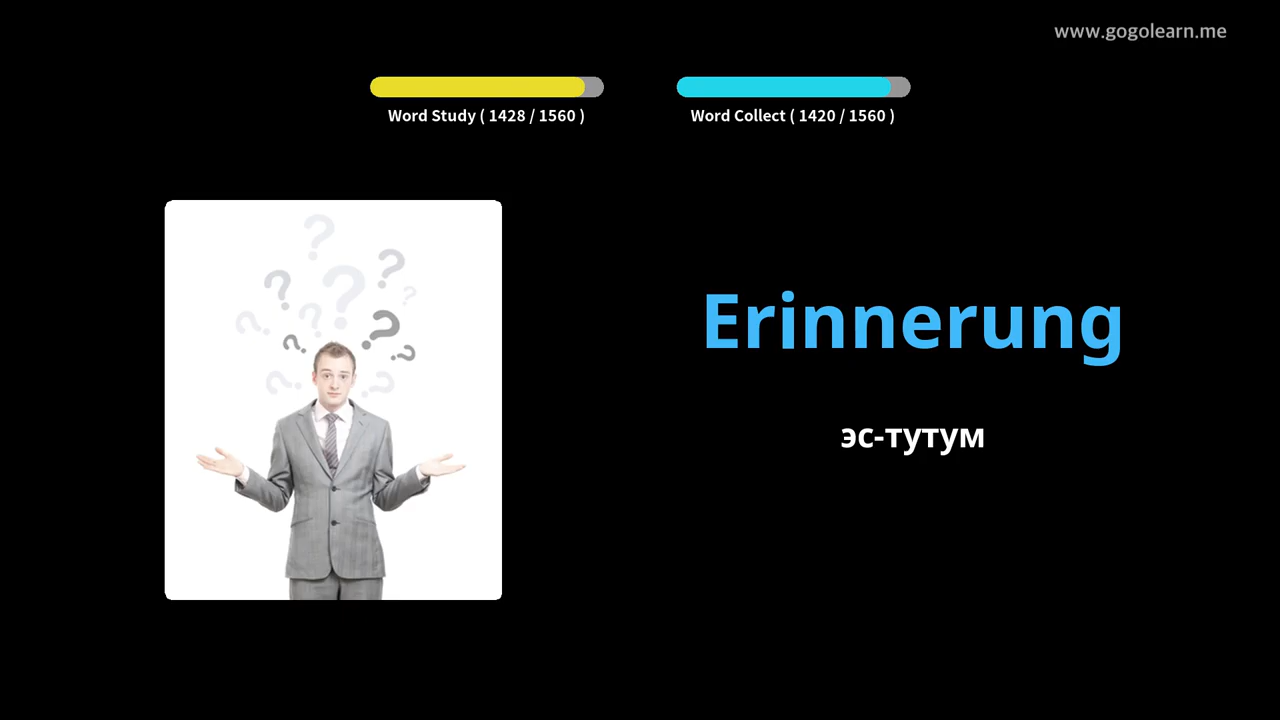 www.gogolearn.me
Word Study ( 1428 / 1560 )
Word Collect ( 1420 / 1560 )
Erinnerung
эс-тутум